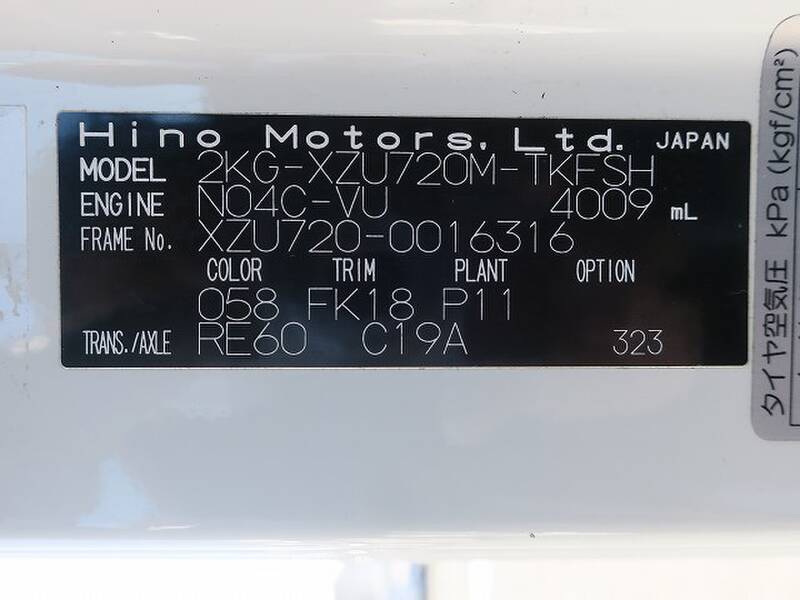 Hino Motors, Ltd. JAPAN
MODEL 2KG-XZU720M-TKFSH
ENGINE N04C-VU 4009 mL
FRAME No. XZU720-0016316
COLOR TRIM PLANT OPTION
058 FK18 P11
TRANS./AXLE RE60 C19A 323
タイヤ空気圧 kPa (kgf/cm²)